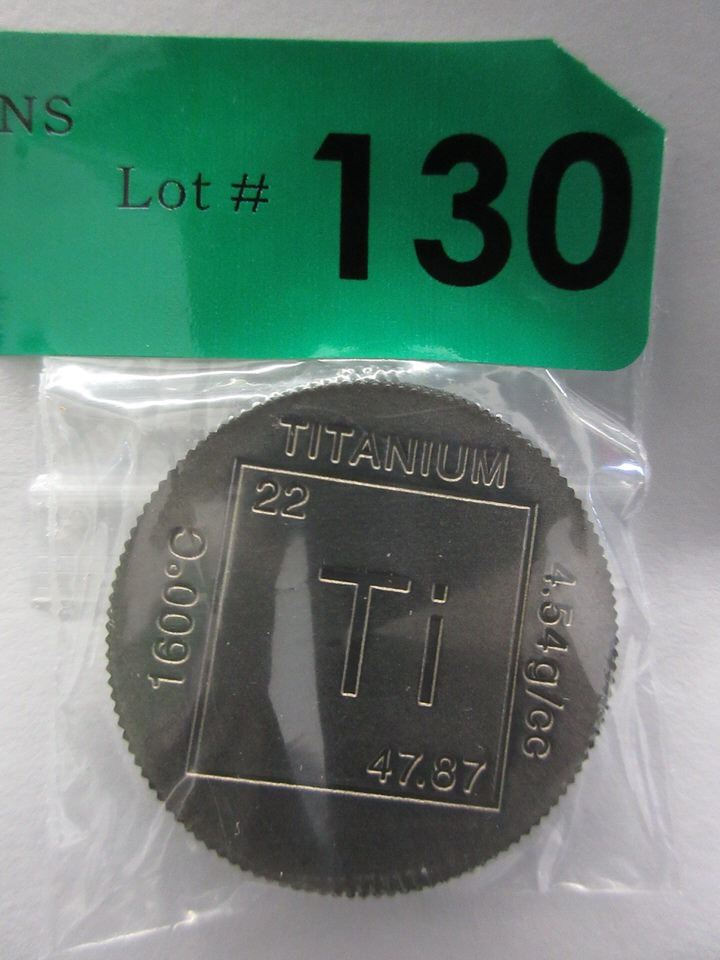 NS
Lot # 130
TITANIUM
22
1600°C
Ti
4.54g/cc
47.87